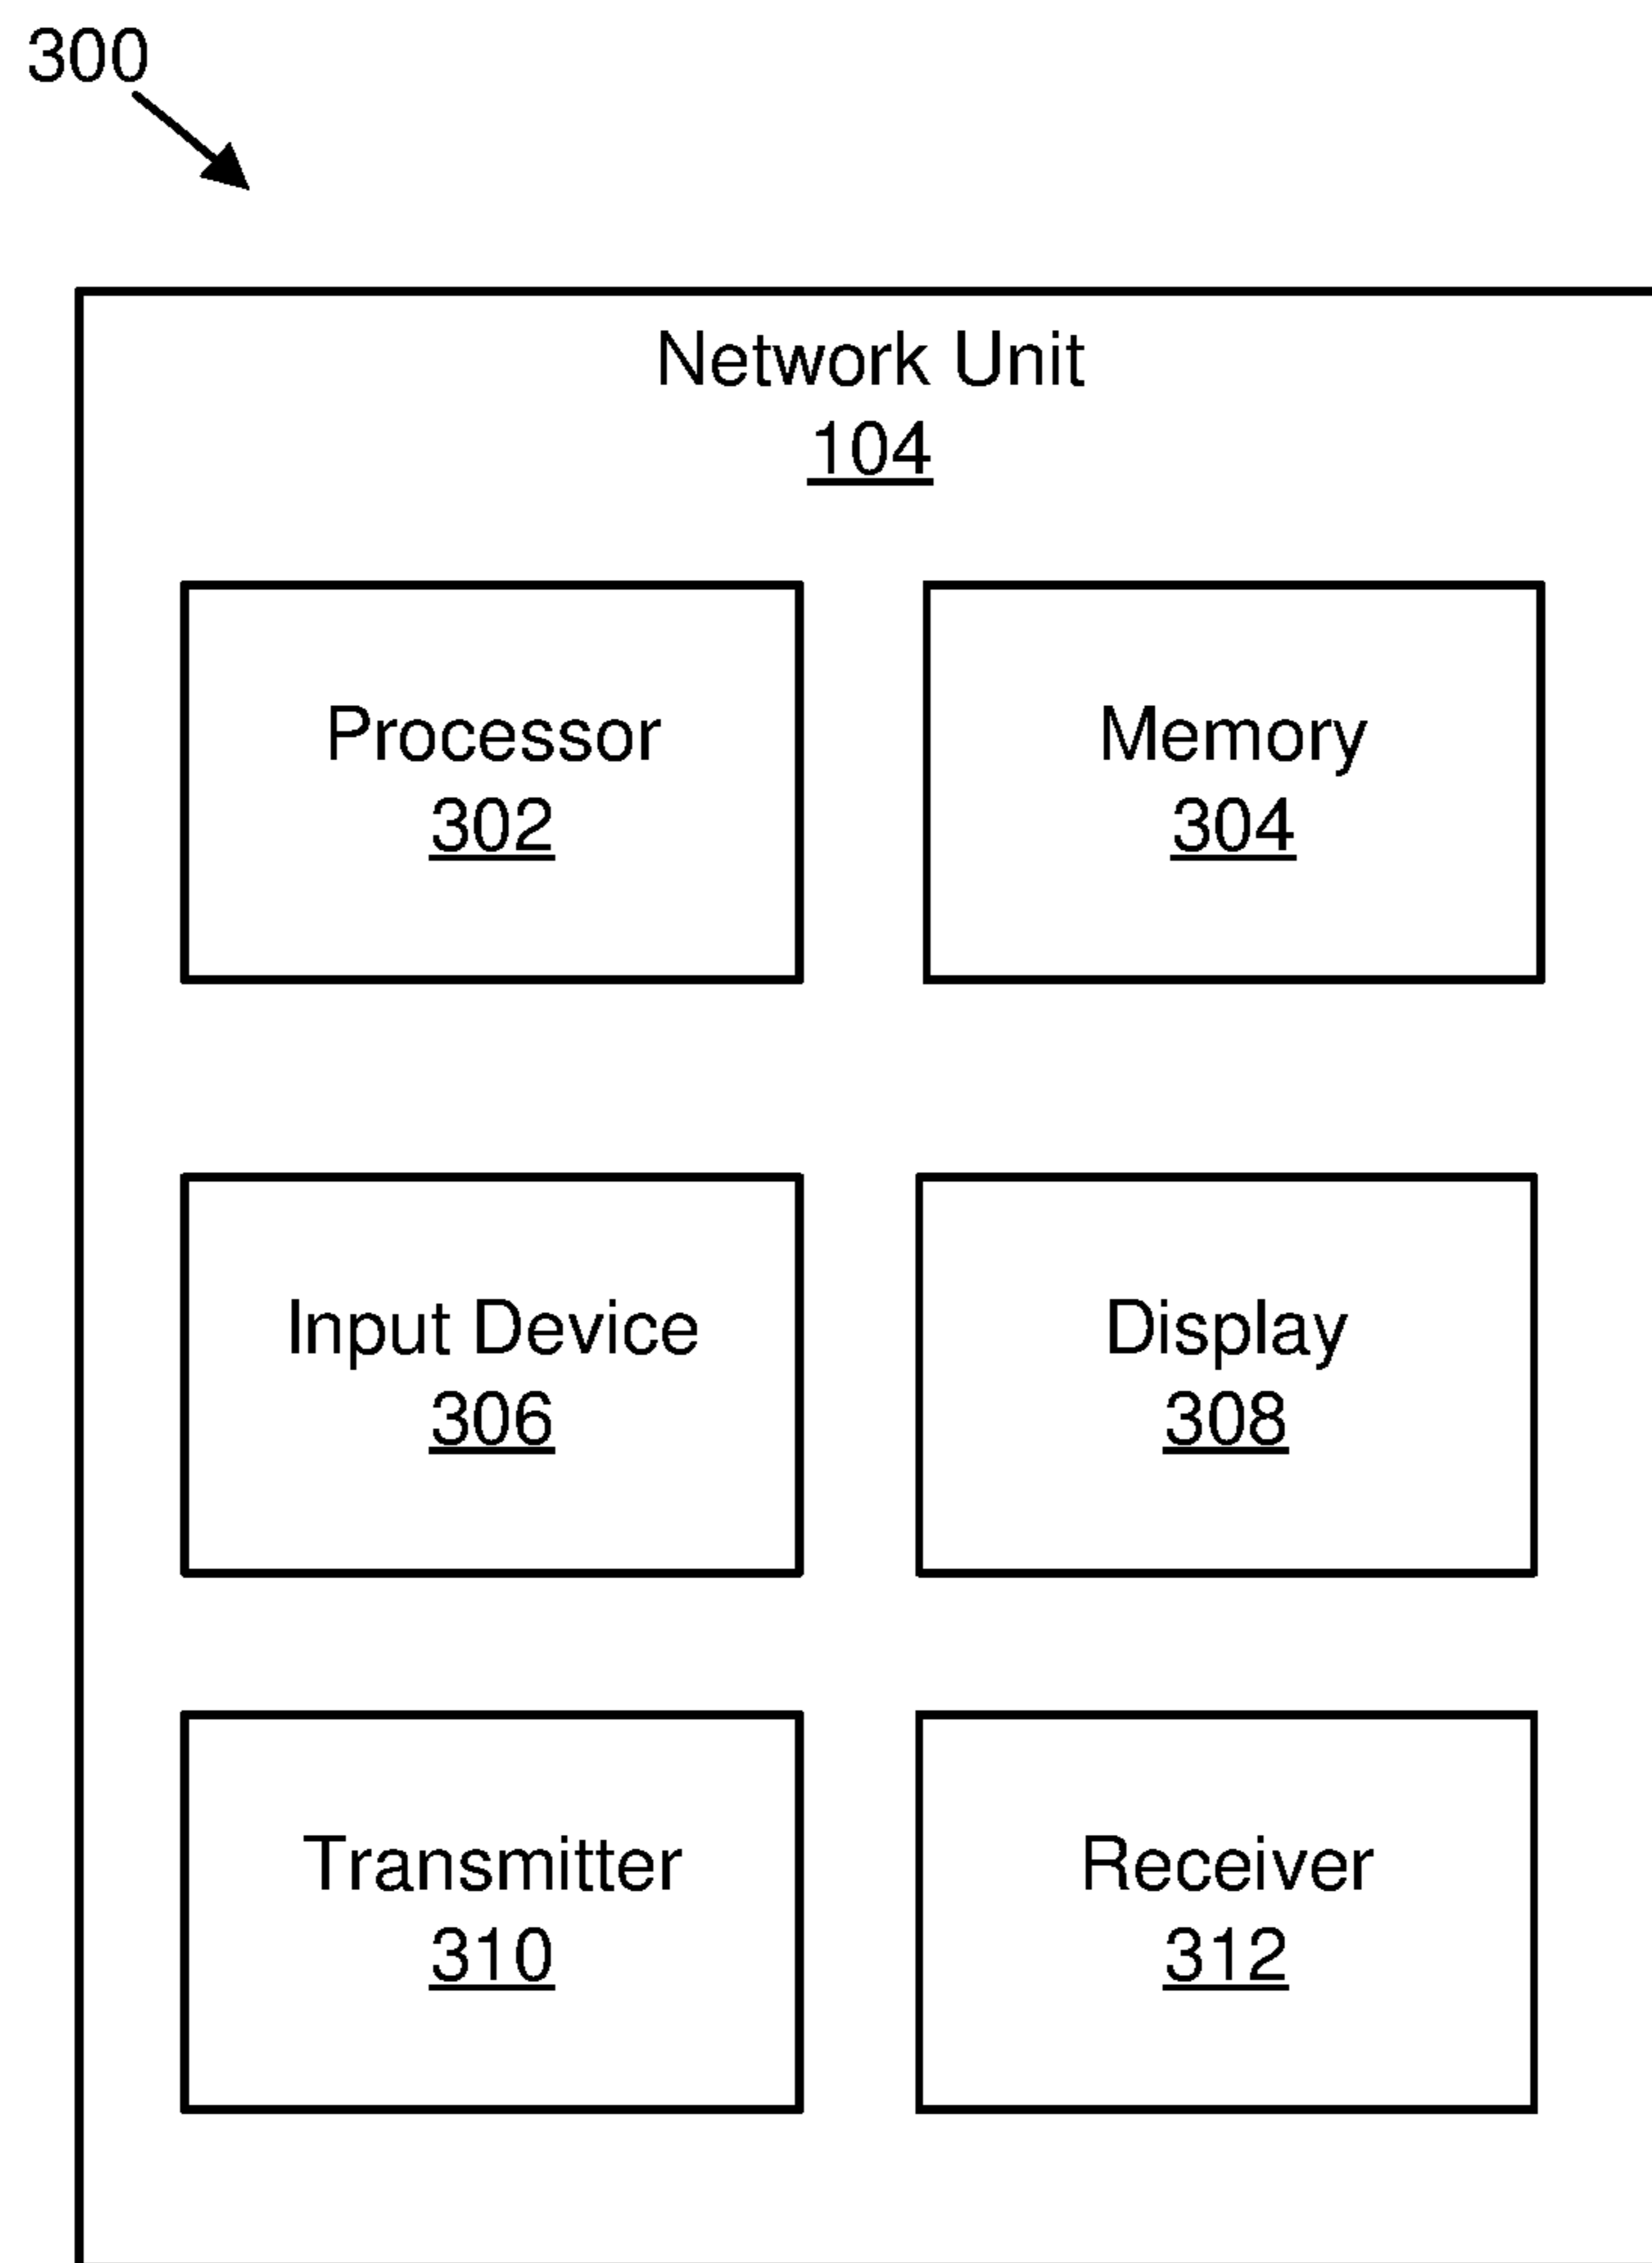 300
Network Unit
104
Processor
302
Memory
304
Input Device
306
Display
308
Transmitter
310
Receiver
312